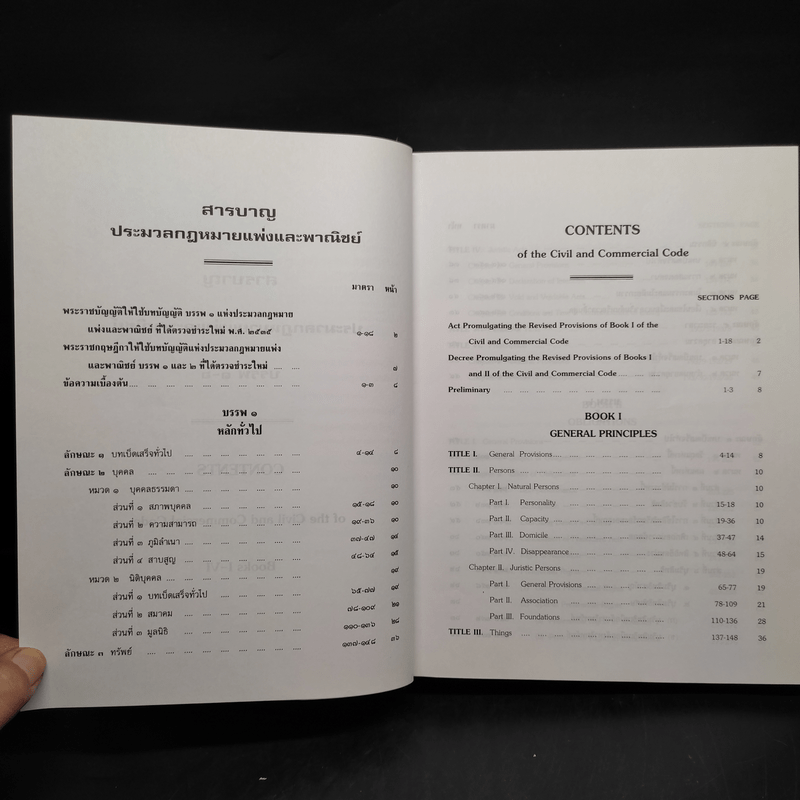 สารบาญ
ประมวลกฎหมายแพ่งและพาณิชย์
มาตรา หน้า
พระราชบัญญัติให้ใช้บทบัญญัติ บรรพ ๑ แห่งประมวลกฎหมาย
แพ่งและพาณิชย์ ที่ได้ตรวจชำระใหม่ พ.ศ. ๒๕๓๕ ๑-๑๘ ๒
พระราชกฤษฎีกาให้ใช้บทบัญญัติแห่งประมวลกฎหมายแพ่ง
และพาณิชย์ บรรพ ๑ และ ๒ ที่ได้ตรวจชำระใหม่ .... .... ๗
ข้อความเบื้องต้น.... .... .... .... .... .... .... .... ๑-๓ ๘
บรรพ ๑
หลักทั่วไป
ลักษณะ ๑ บทเบ็ดเสร็จทั่วไป .... .... .... .... .... .... ๔-๑๔ ๘
ลักษณะ ๒ บุคคล .... .... .... .... .... .... .... .... ๑๐
หมวด ๑ บุคคลธรรมดา .... .... .... .... .... .... ๑๐
ส่วนที่ ๑ สภาพบุคคล .... .... .... .... .... ๑๕-๑๘ ๑๐
ส่วนที่ ๒ ความสามารถ .... .... .... .... .... ๑๙-๓๖ ๑๐
ส่วนที่ ๓ ภูมิลำเนา .... .... .... .... .... .... ๓๗-๔๗ ๑๔
ส่วนที่ ๔ สาบสูญ .... .... .... .... .... .... ๔๘-๖๔ ๑๕
หมวด ๒ นิติบุคคล .... .... .... .... .... .... .... ๑๙
ส่วนที่ ๑ บทเบ็ดเสร็จทั่วไป .... .... .... .... ๖๕-๗๗ ๑๙
ส่วนที่ ๒ สมาคม .... .... .... .... .... .... ๗๘-๑๐๙ ๒๑
ส่วนที่ ๓ มูลนิธิ .... .... .... .... .... .... ๑๑๐-๑๓๖ ๒๘
ลักษณะ ๓ ทรัพย์ .... .... .... .... .... .... .... .... ๑๓๗-๑๔๘ ๓๖
CONTENTS
of the Civil and Commercial Code
SECTIONS PAGE
Act Promulgating the Revised Provisions of Book I of the
Civil and Commercial Code 1-18 2
Decree Promulgating the Revised Provisions of Books I
and II of the Civil and Commercial Code .... .... 7
Preliminary .... .... .... .... .... .... .... .... 1-3 8
BOOK I
GENERAL PRINCIPLES
TITLE I. General Provisions.... .... .... .... .... 4-14 8
TITLE II. Persons .... .... .... .... .... .... .... 10
Chapter I. Natural Persons .... .... .... .... .... 10
Part I. Personality .... .... .... .... .... 15-18 10
Part II. Capacity .... .... .... .... .... .... 19-36 10
Part III. Domicile .... .... .... .... .... .... 37-47 14
Part IV. Disappearance.... .... .... .... .... 48-64 15
Chapter II. Juristic Persons .... .... .... .... .... 19
Part I. General Provisions .... .... .... .... 65-77 19
Part II. Association .... .... .... .... .... 78-109 21
Part III. Foundations .... .... .... .... .... 110-136 28
TITLE III. Things .... .... .... .... .... .... .... .... 137-148 36